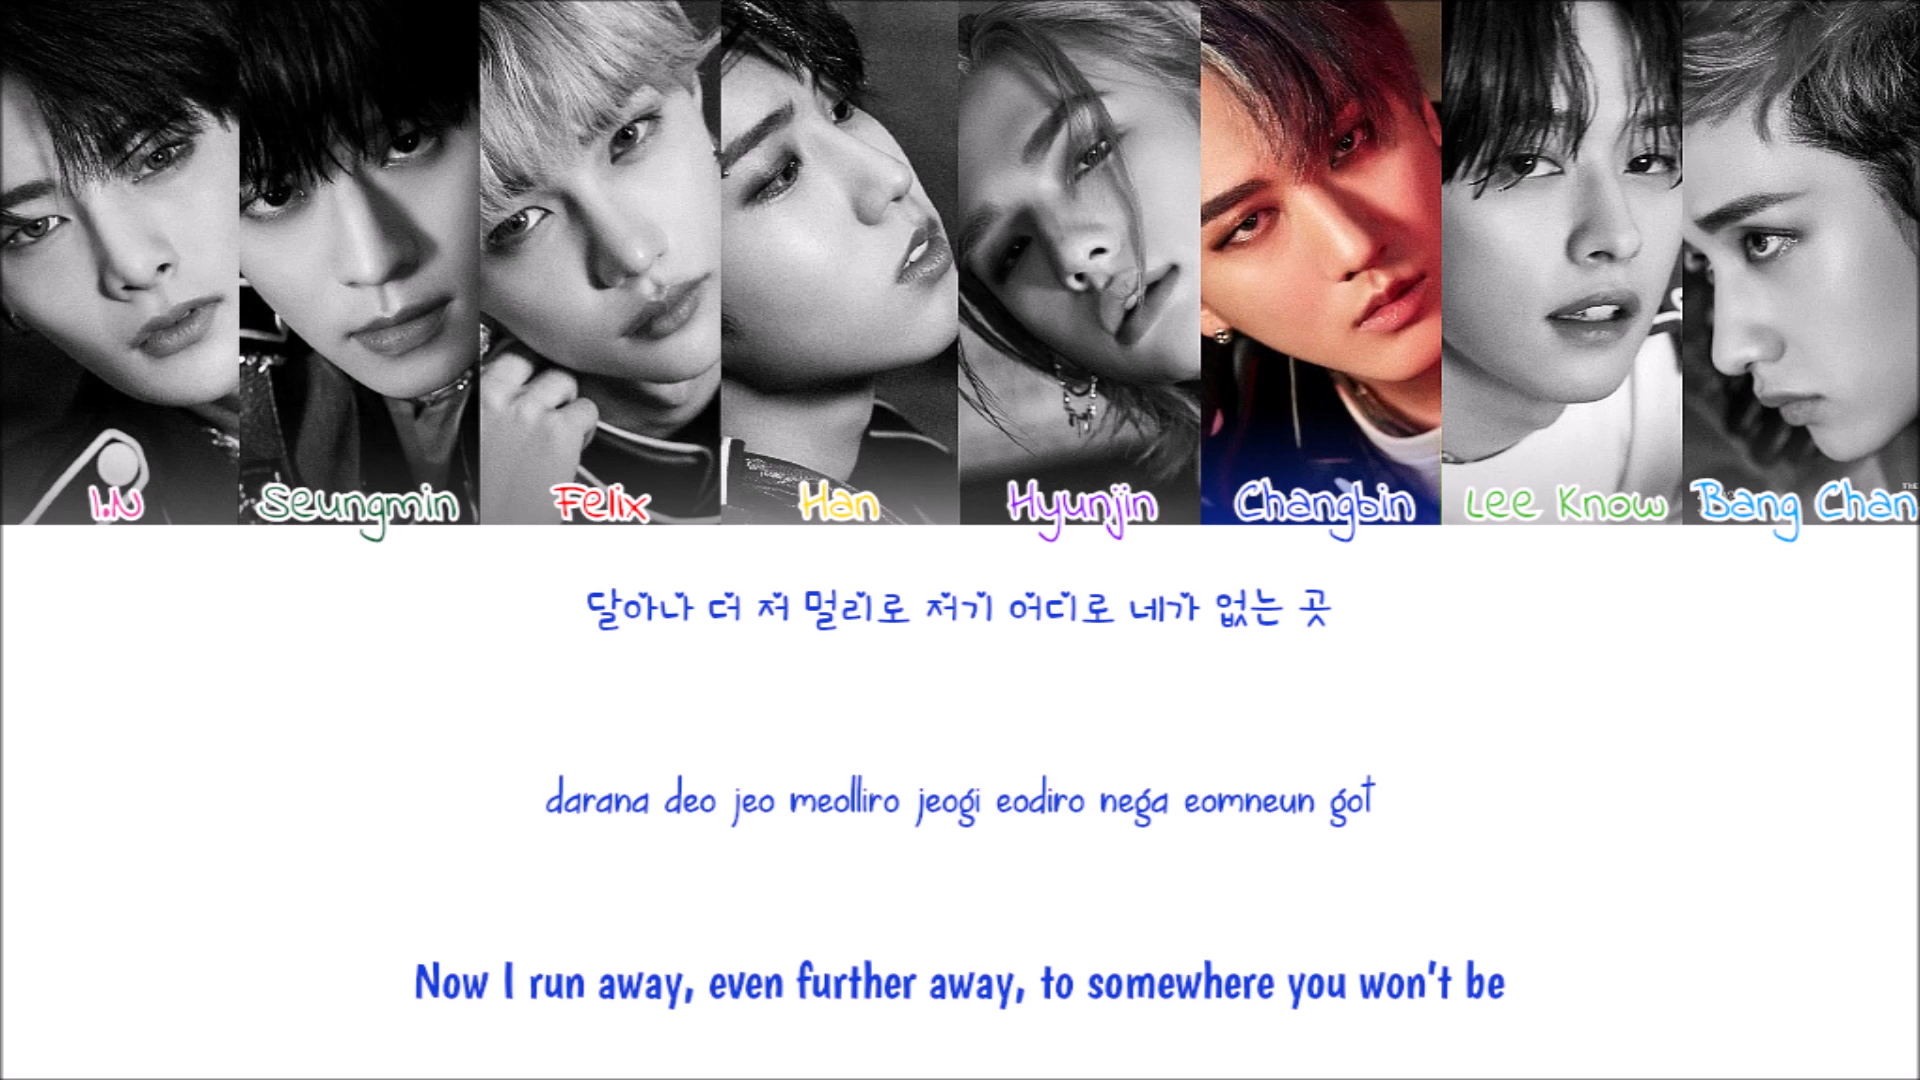 I.N Seungmin Felix Han Hyunjin Changbin Lee Know Bang Chan
달아나 더 저 멀리로 저기 어디로 네가 없는 곳
darana deo jeo meolliro jeogi eodiro nega eomneun got
Now I run away, even further away, to somewhere you won't be